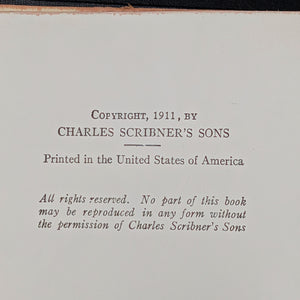 Copyright, 1911, by
CHARLES SCRIBNER'S SONS
Printed in the United States of America
All rights reserved. No part of this book
may be reproduced in any form without
the permission of Charles Scribner's Sons